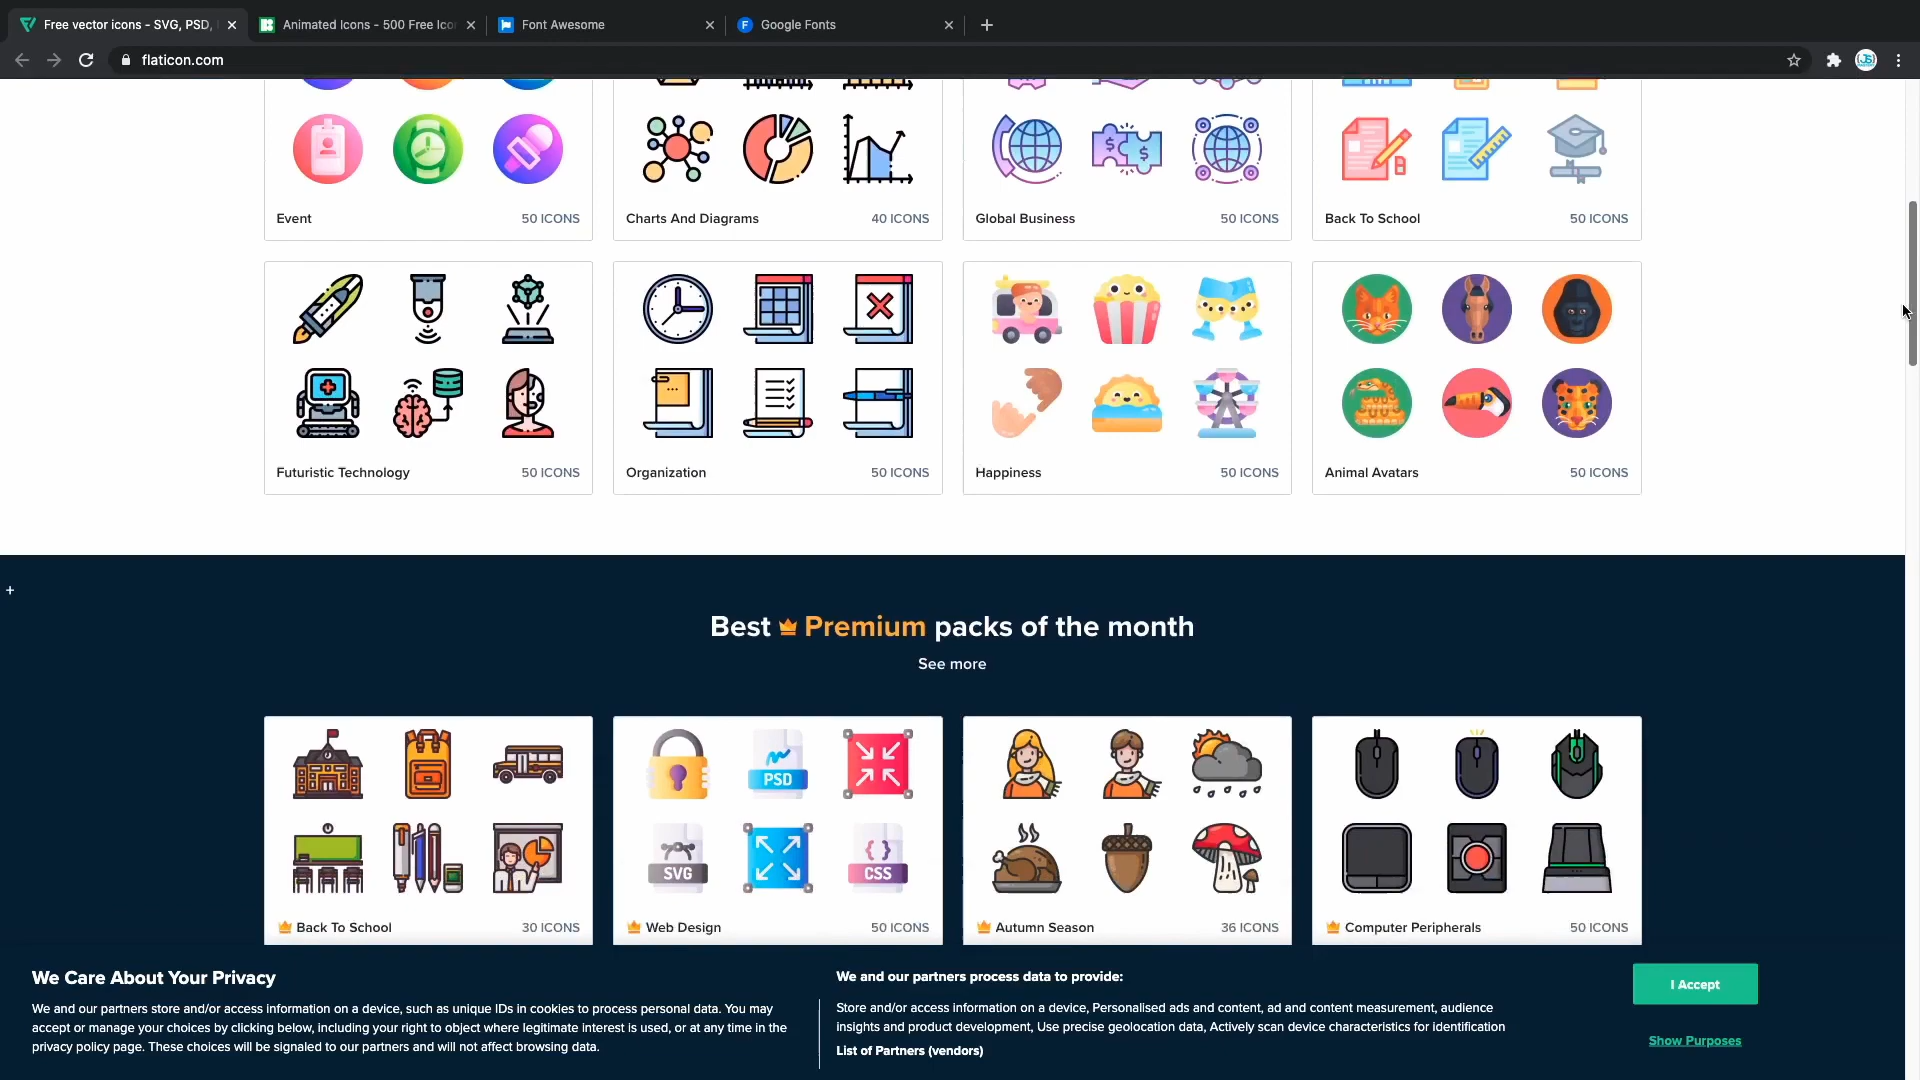 Free vector icons - SVG, PSD,
Animated Icons - 500 Free Icon
Font Awesome
Google Fonts
flaticon.com
Event 50 ICONS
Charts And Diagrams 40 ICONS
Global Business 50 ICONS
Back To School 50 ICONS
Futuristic Technology 50 ICONS
Organization 50 ICONS
Happiness 50 ICONS
Animal Avatars 50 ICONS
+
Best Premium packs of the month
See more
PSD
SVG
CSS
Back To School 30 ICONS
Web Design 50 ICONS
Autumn Season 36 ICONS
Computer Peripherals 50 ICONS
We Care About Your Privacy
We and our partners store and/or access information on a device, such as unique IDs in cookies to process personal data. You may
accept or manage your choices by clicking below, including your right to object where legitimate interest is used, or at any time in the
privacy policy page. These choices will be signaled to our partners and will not affect browsing data.
We and our partners process data to provide:
Store and/or access information on a device, Personalised ads and content, ad and content measurement, audience
insights and product development, Use precise geolocation data, Actively scan device characteristics for identification
List of Partners (vendors)
I Accept
Show Purposes